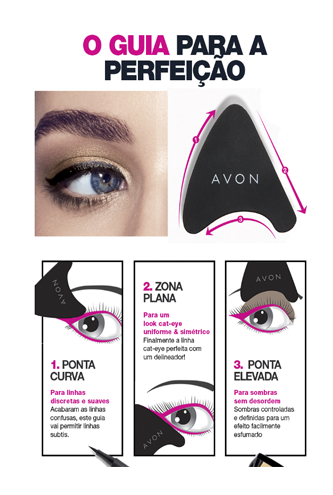 O GUIA PARA A
PERFEIÇÃO
1
2
3
AVON
AVON
1. PONTA
CURVA
Para linhas
discretas e suaves
Acabaram as linhas
confusas, este guia
vai permitir linhas
subtis.
2. ZONA
PLANA
Para um
look cat-eye
uniforme & simétrico
Finalmente a linha
cat-eye perfeita com
um delineador!
AVON
AVON
3. PONTA
ELEVADA
Para sombras
sem desordem
Sombras controladas
e definidas para um
efeito facilmente
esfumado